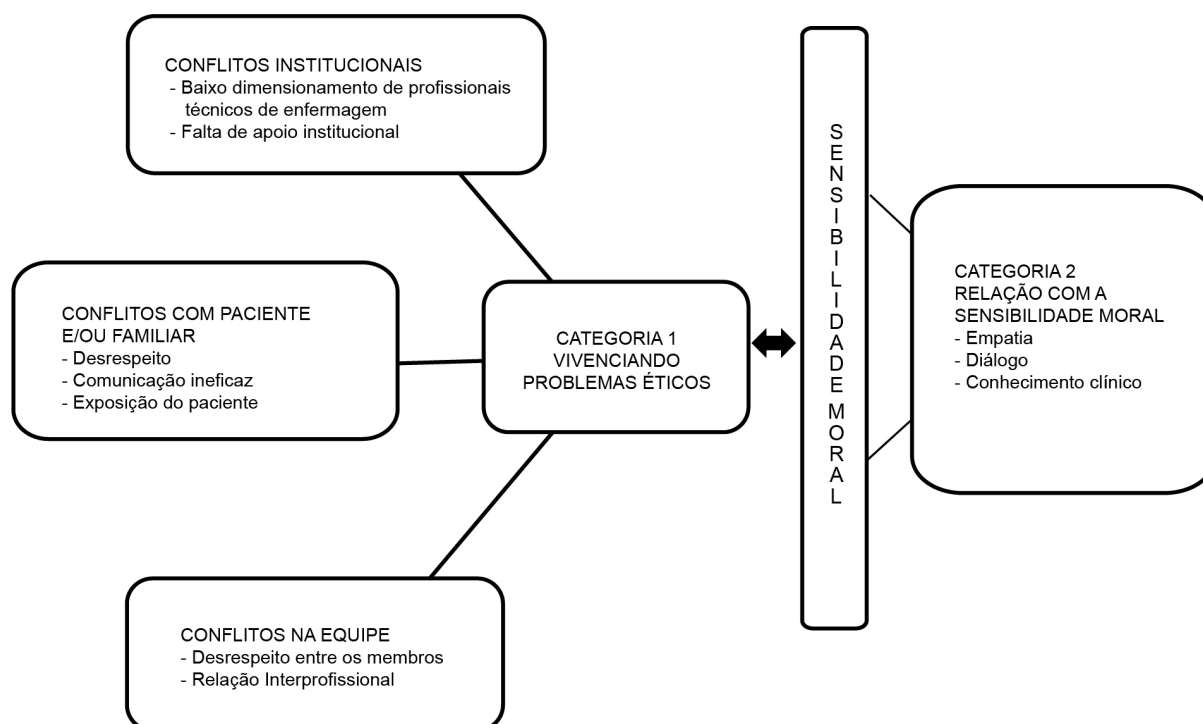 CONFLITOS INSTITUCIONAIS
- Baixo dimensionamento de profissionais
técnicos de enfermagem
- Falta de apoio institucional
CONFLITOS COM PACIENTE
E/OU FAMILIAR
- Desrespeito
- Comunicação ineficaz
- Exposição do paciente
CONFLITOS NA EQUIPE
- Desrespeito entre os membros
- Relação Interprofissional
CATEGORIA 1
VIVENCIANDO
PROBLEMAS ÉTICOS
SENSIBILIDADE MORAL
CATEGORIA 2
RELAÇÃO COM A
SENSIBILIDADE MORAL
- Empatia
- Diálogo
- Conhecimento clínico